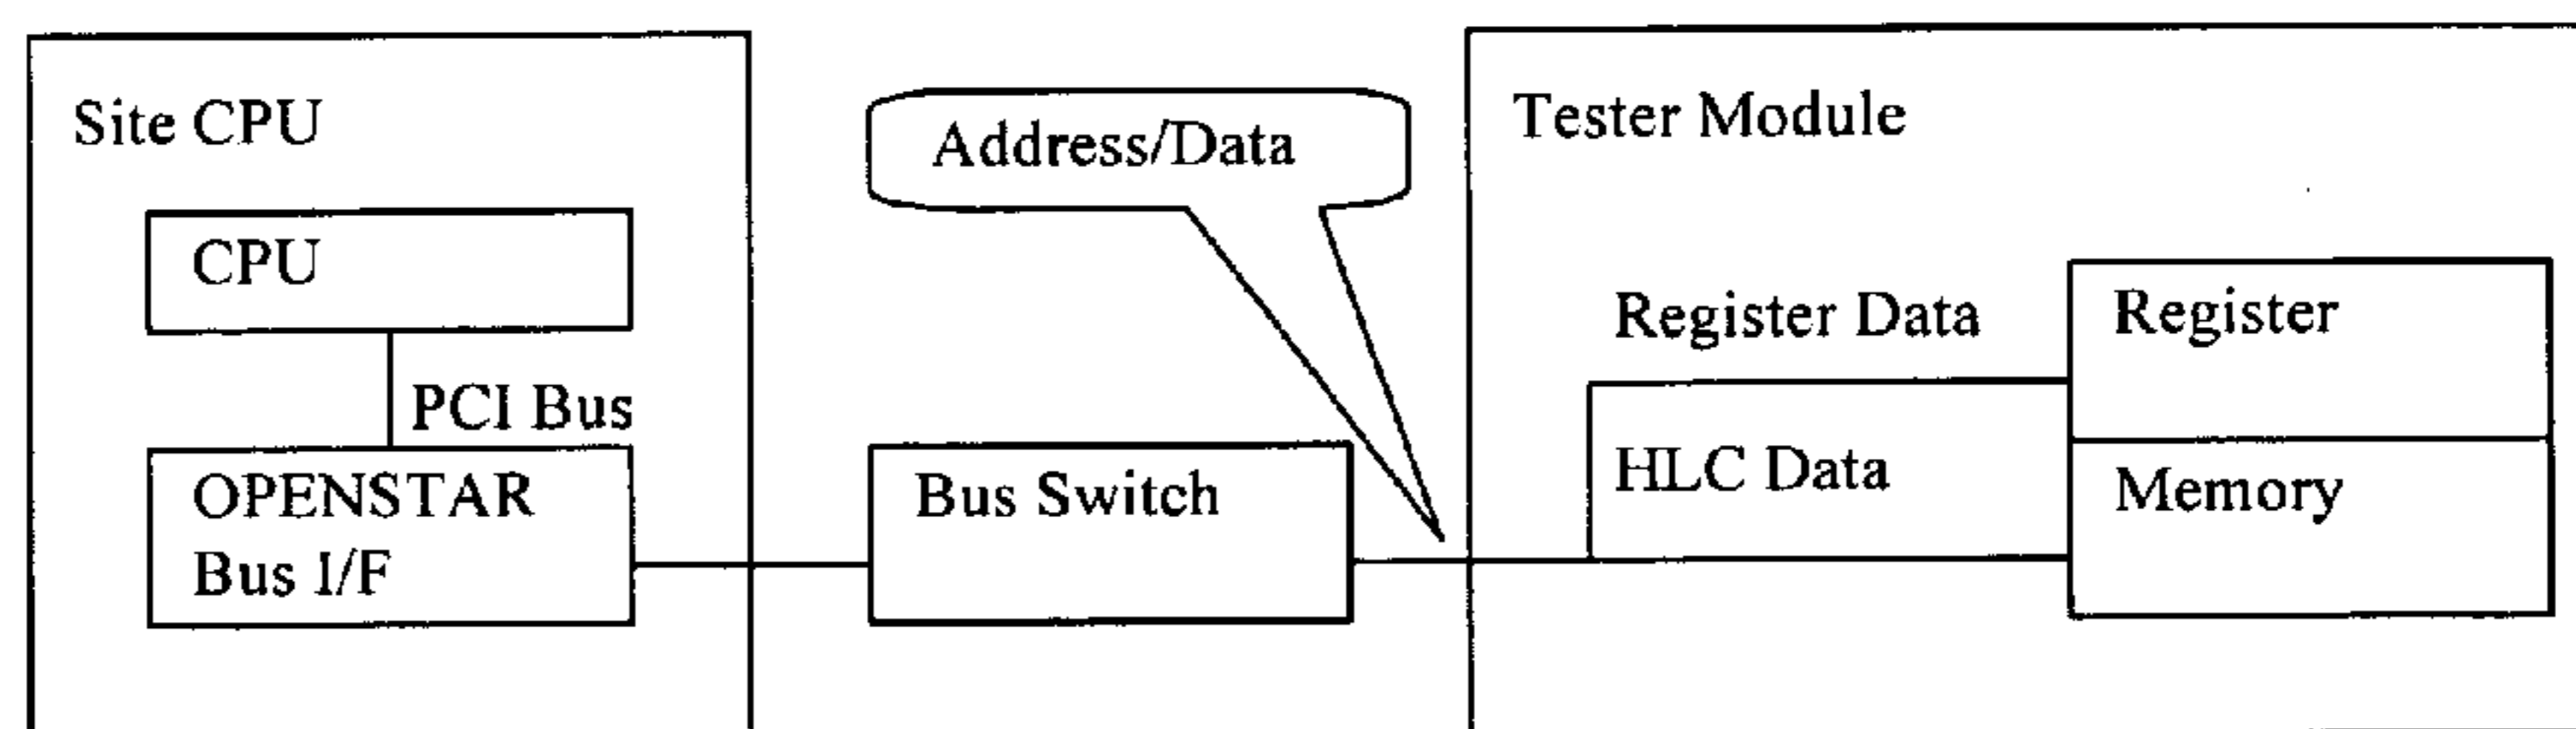 Site CPU
CPU
PCI Bus
OPENSTAR
Bus I/F
Address/Data
Bus Switch
Tester Module
Register Data
HLC Data
Register
Memory